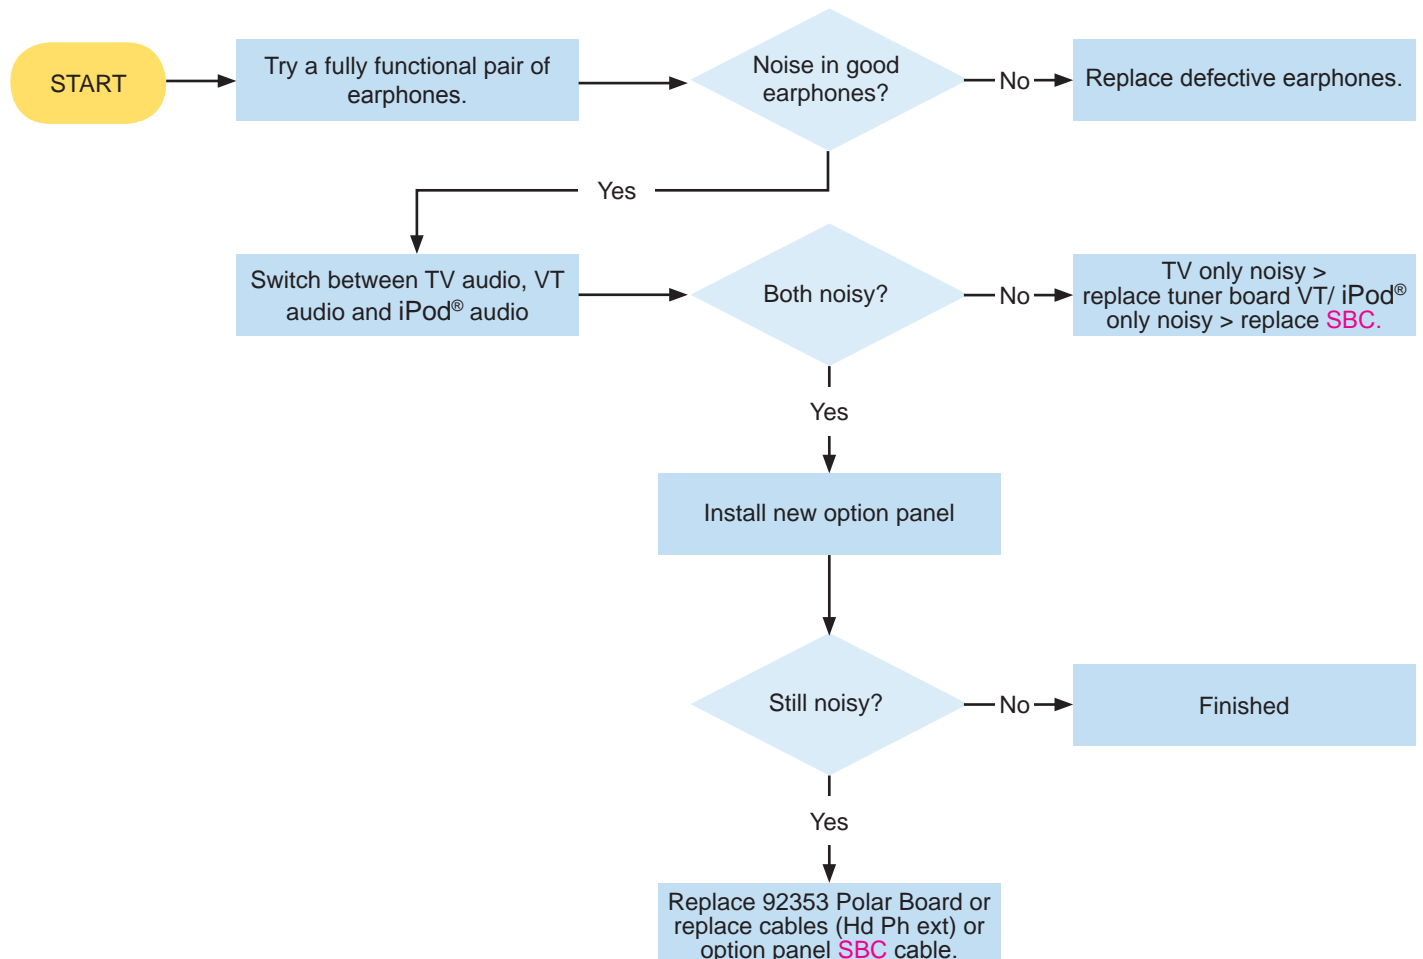 START
Try a fully functional pair of
earphones.
Noise in good
earphones?
No
Replace defective earphones.
Yes
Switch between TV audio, VT
audio and iPod® audio
Both noisy?
No
TV only noisy >
replace tuner board VT/ iPod®
only noisy > replace SBC.
Yes
Install new option panel
Still noisy?
No
Finished
Yes
Replace 92353 Polar Board or
replace cables (Hd Ph ext) or
option panel SBC cable.